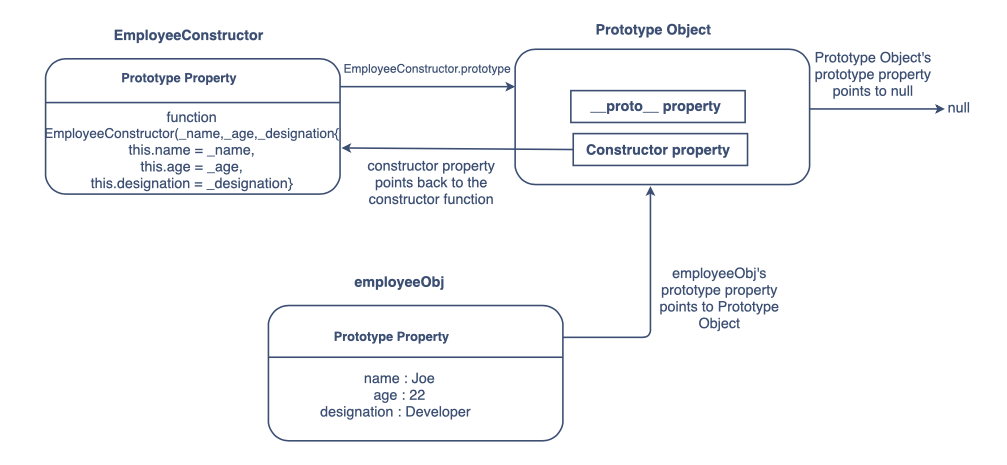 EmployeeConstructor
Prototype Property
function
EmployeeConstructor(_name,_age,_designation{
this.name = _name,
this.age = _age,
this.designation = _designation}
EmployeeConstructor.prototype
constructor property
points back to the
constructor function
Prototype Object
__proto__ property
Constructor property
Prototype Object's
prototype property
points to null
null
employeeObj
Prototype Property
name : Joe
age : 22
designation : Developer
employeeObj's
prototype property
points to Prototype
Object